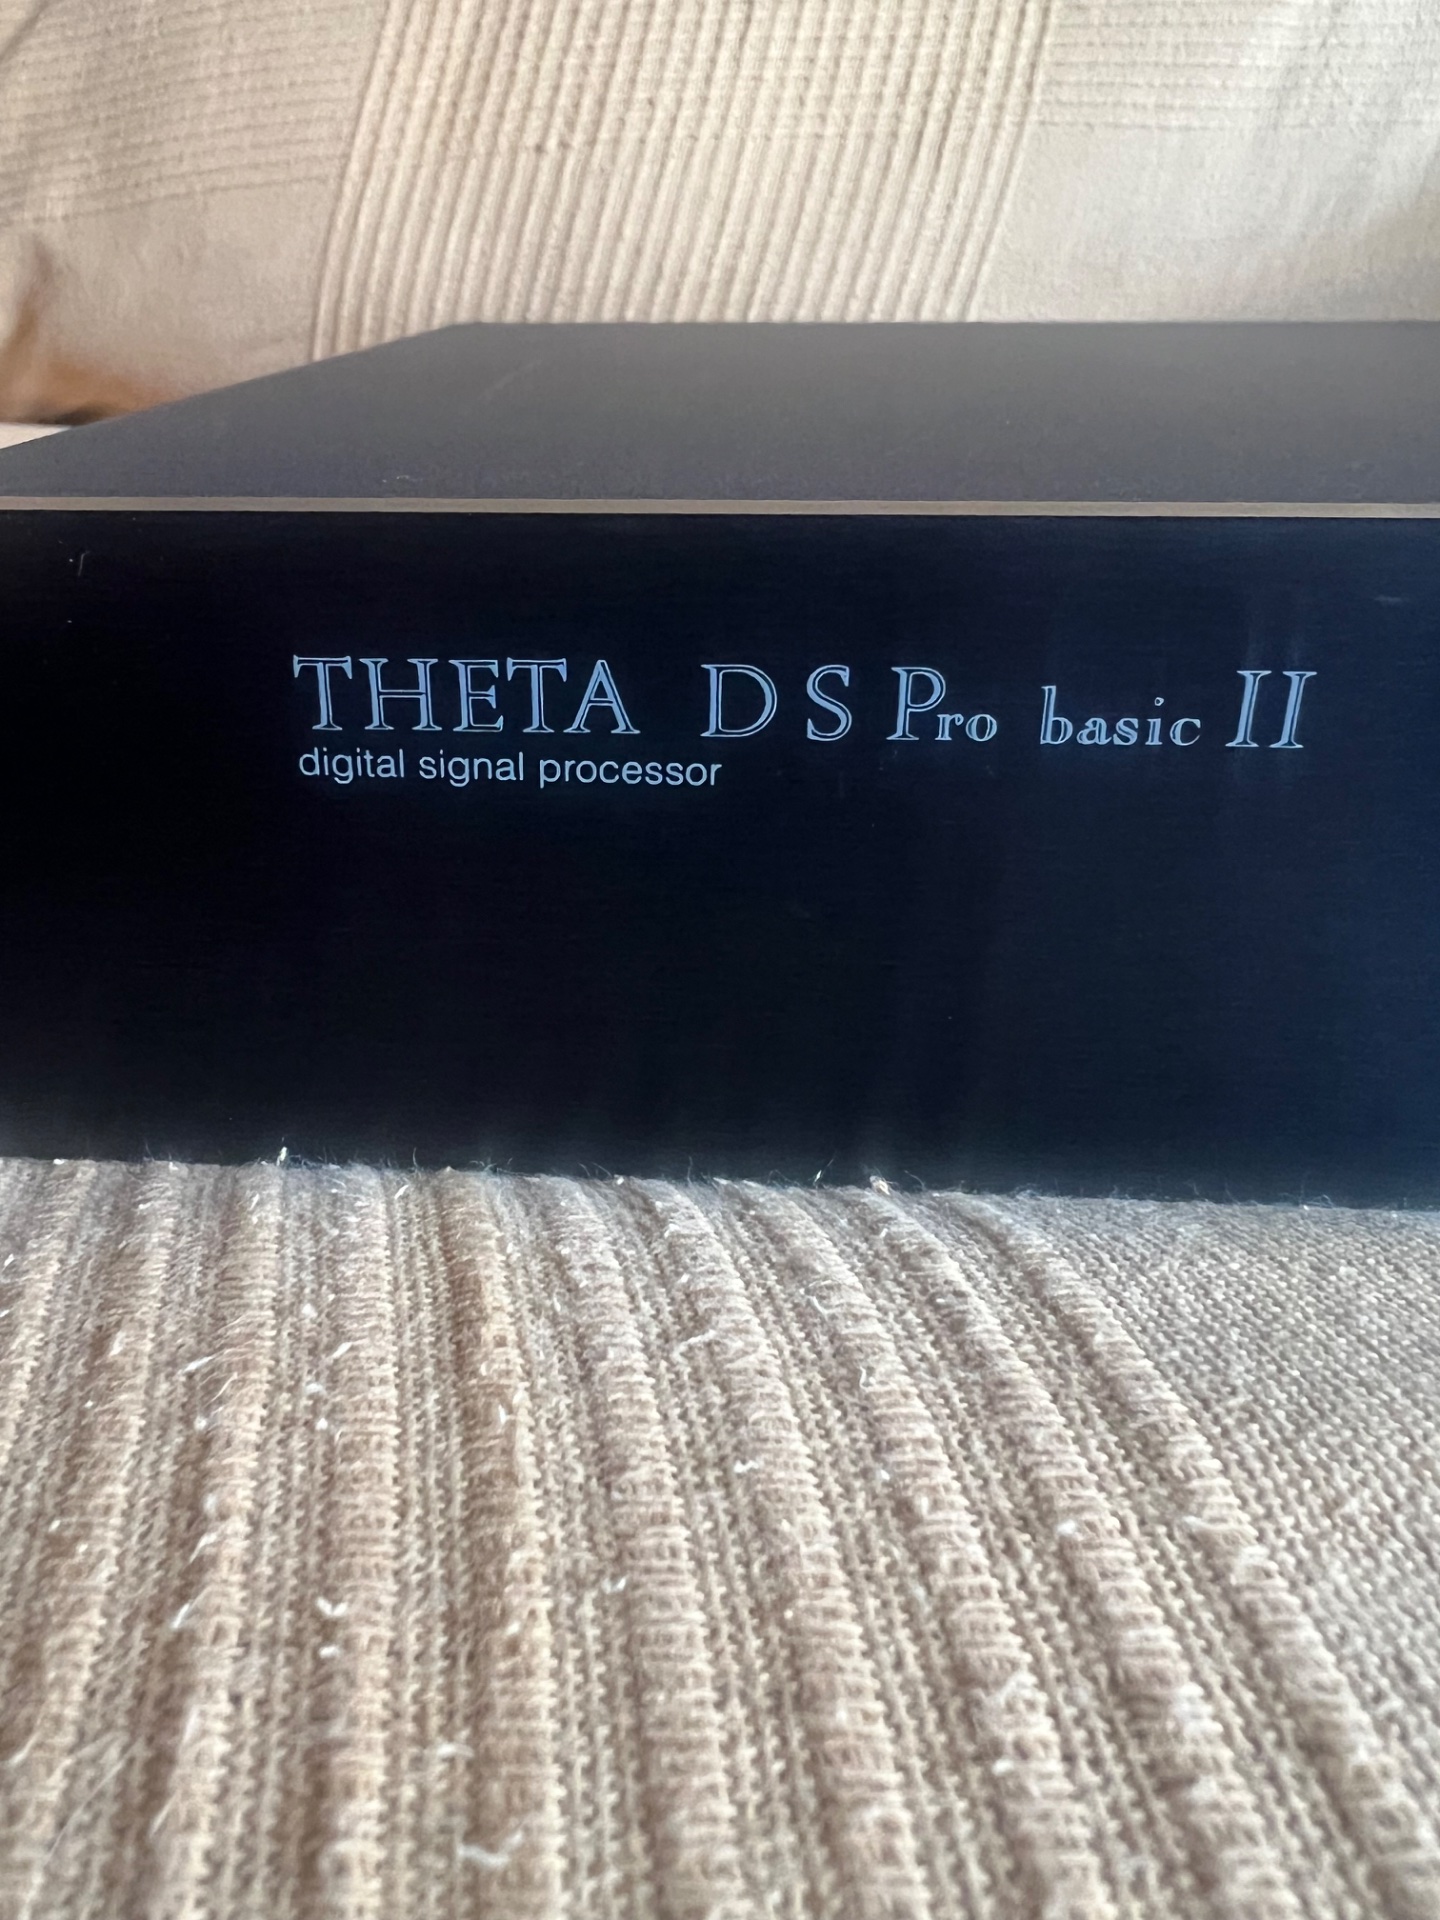 THETA DS Pro basic II
digital signal processor